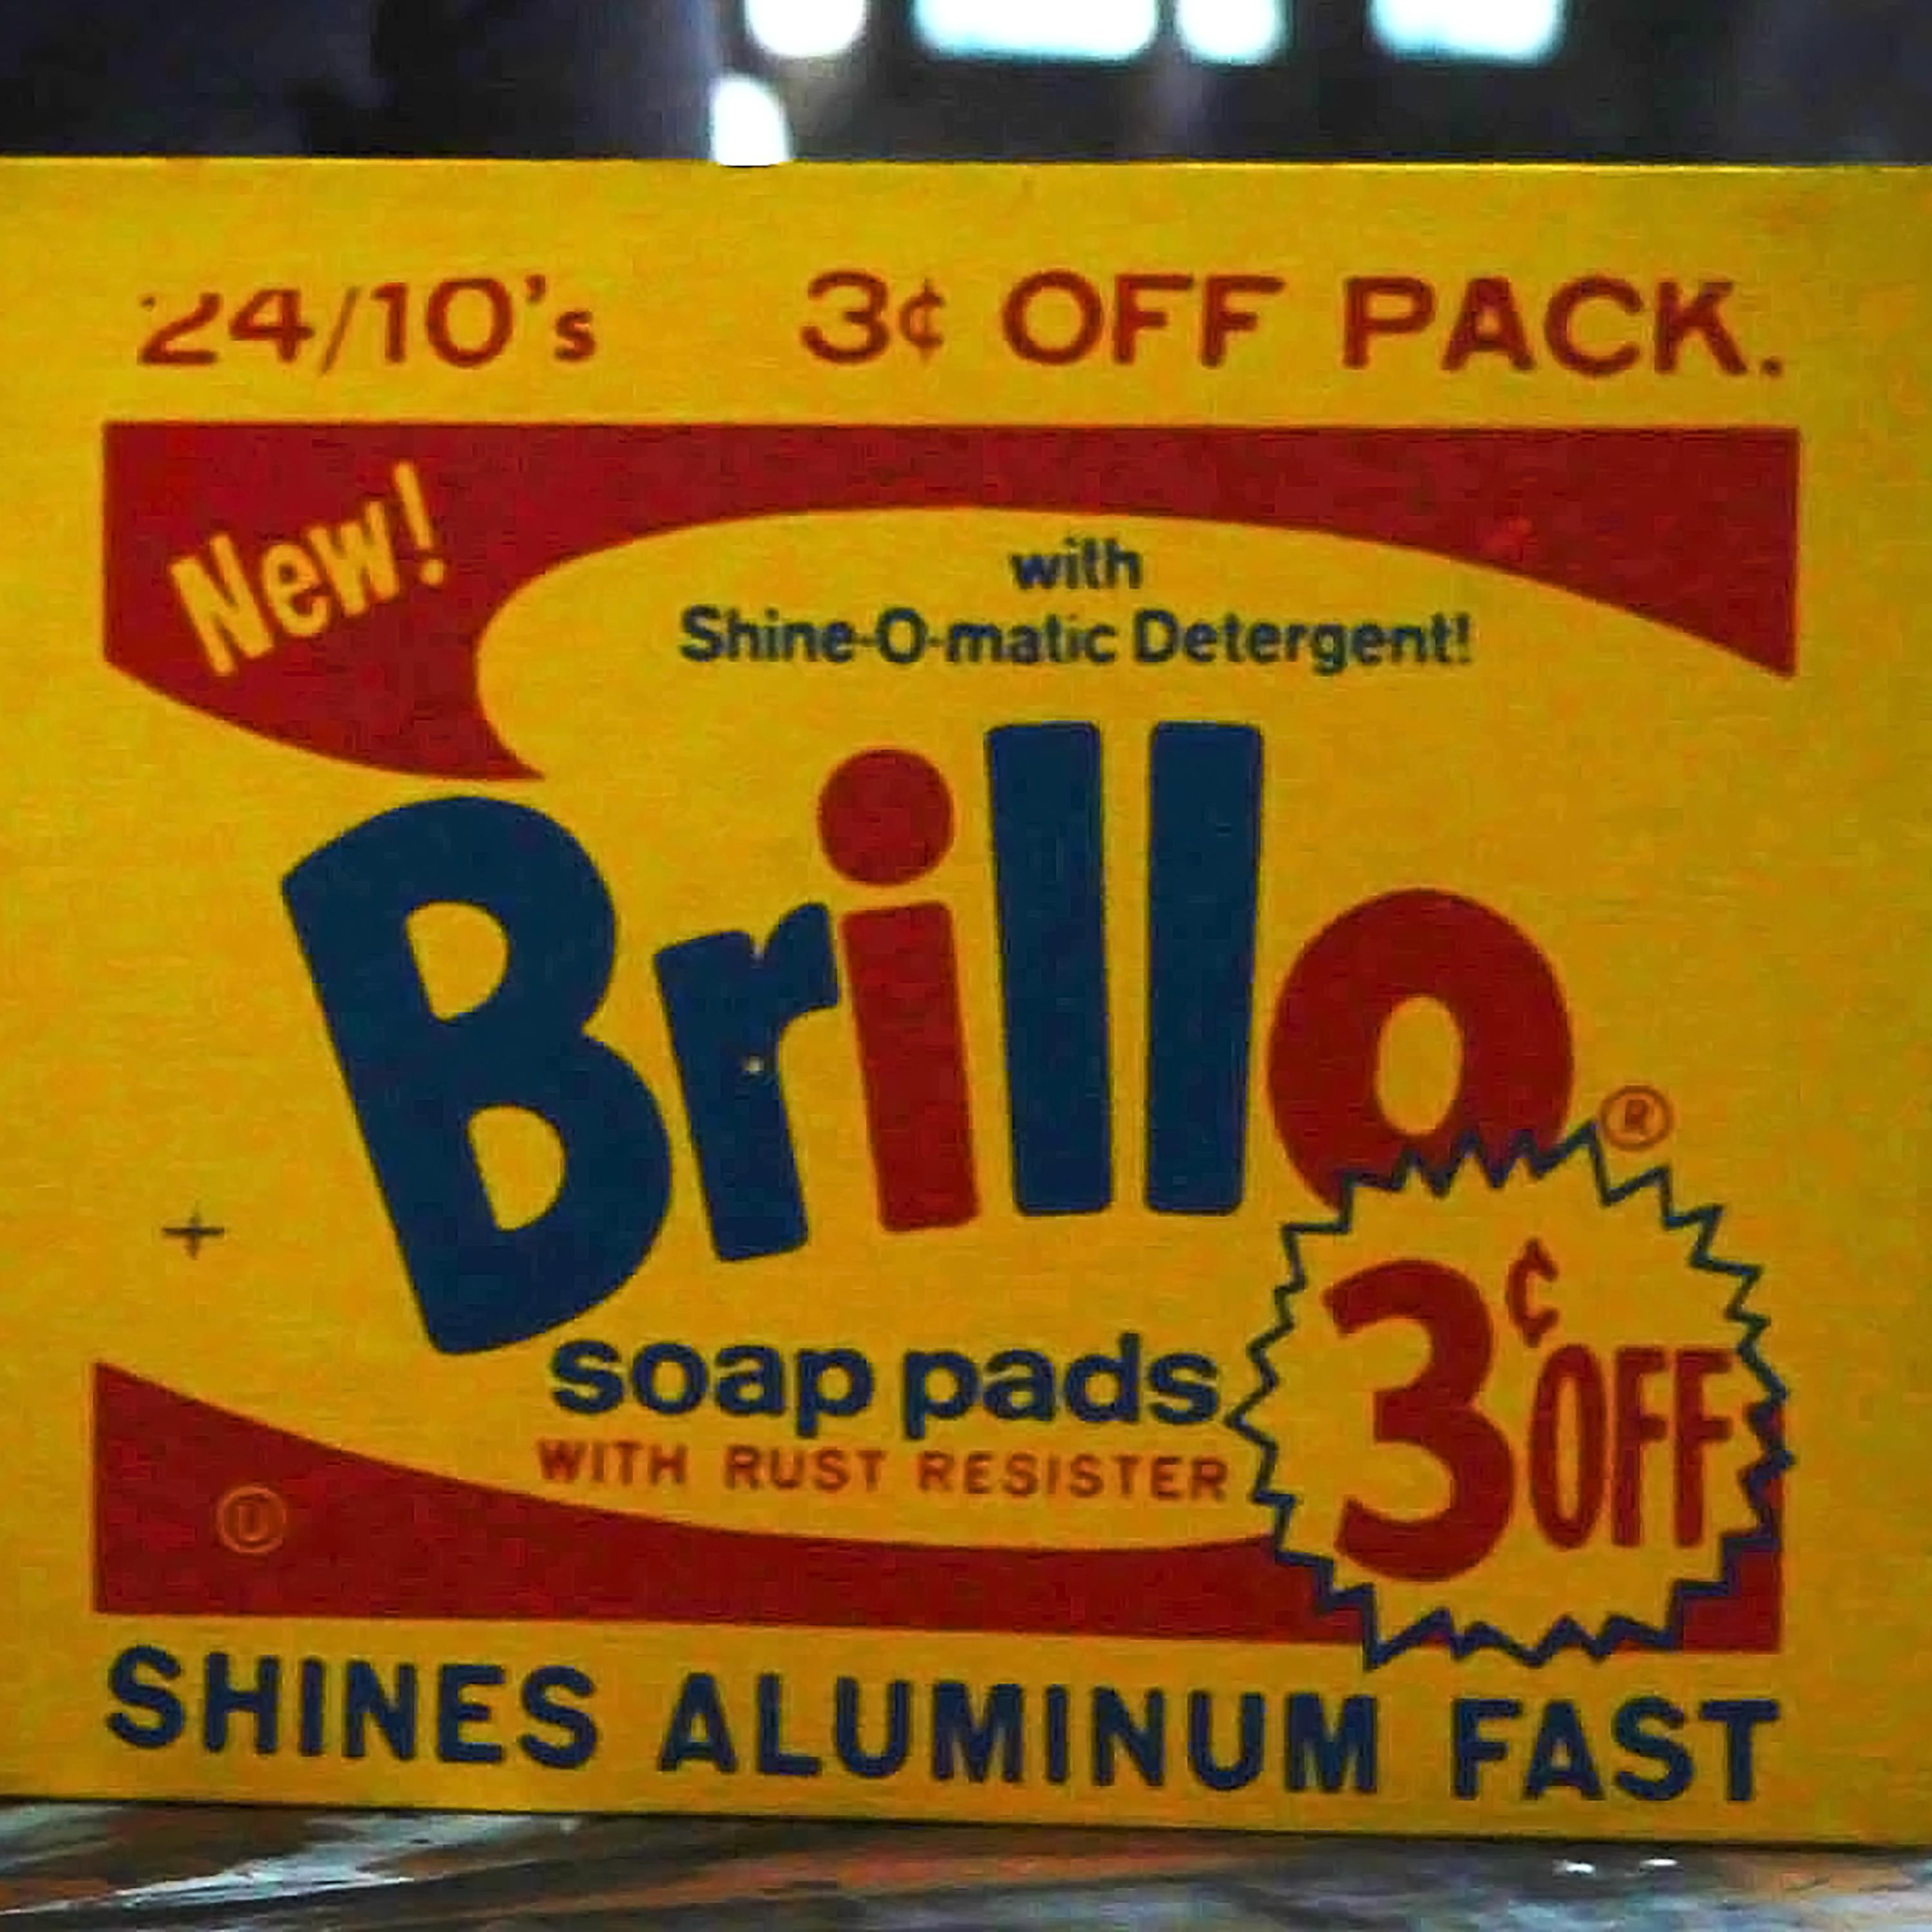 24/10's 3¢ OFF PACK.
New!
with
Shine-O-matic Detergent!
Brillo®
soap pads
WITH RUST RESISTER
3¢ OFF
Ⓤ
SHINES ALUMINUM FAST